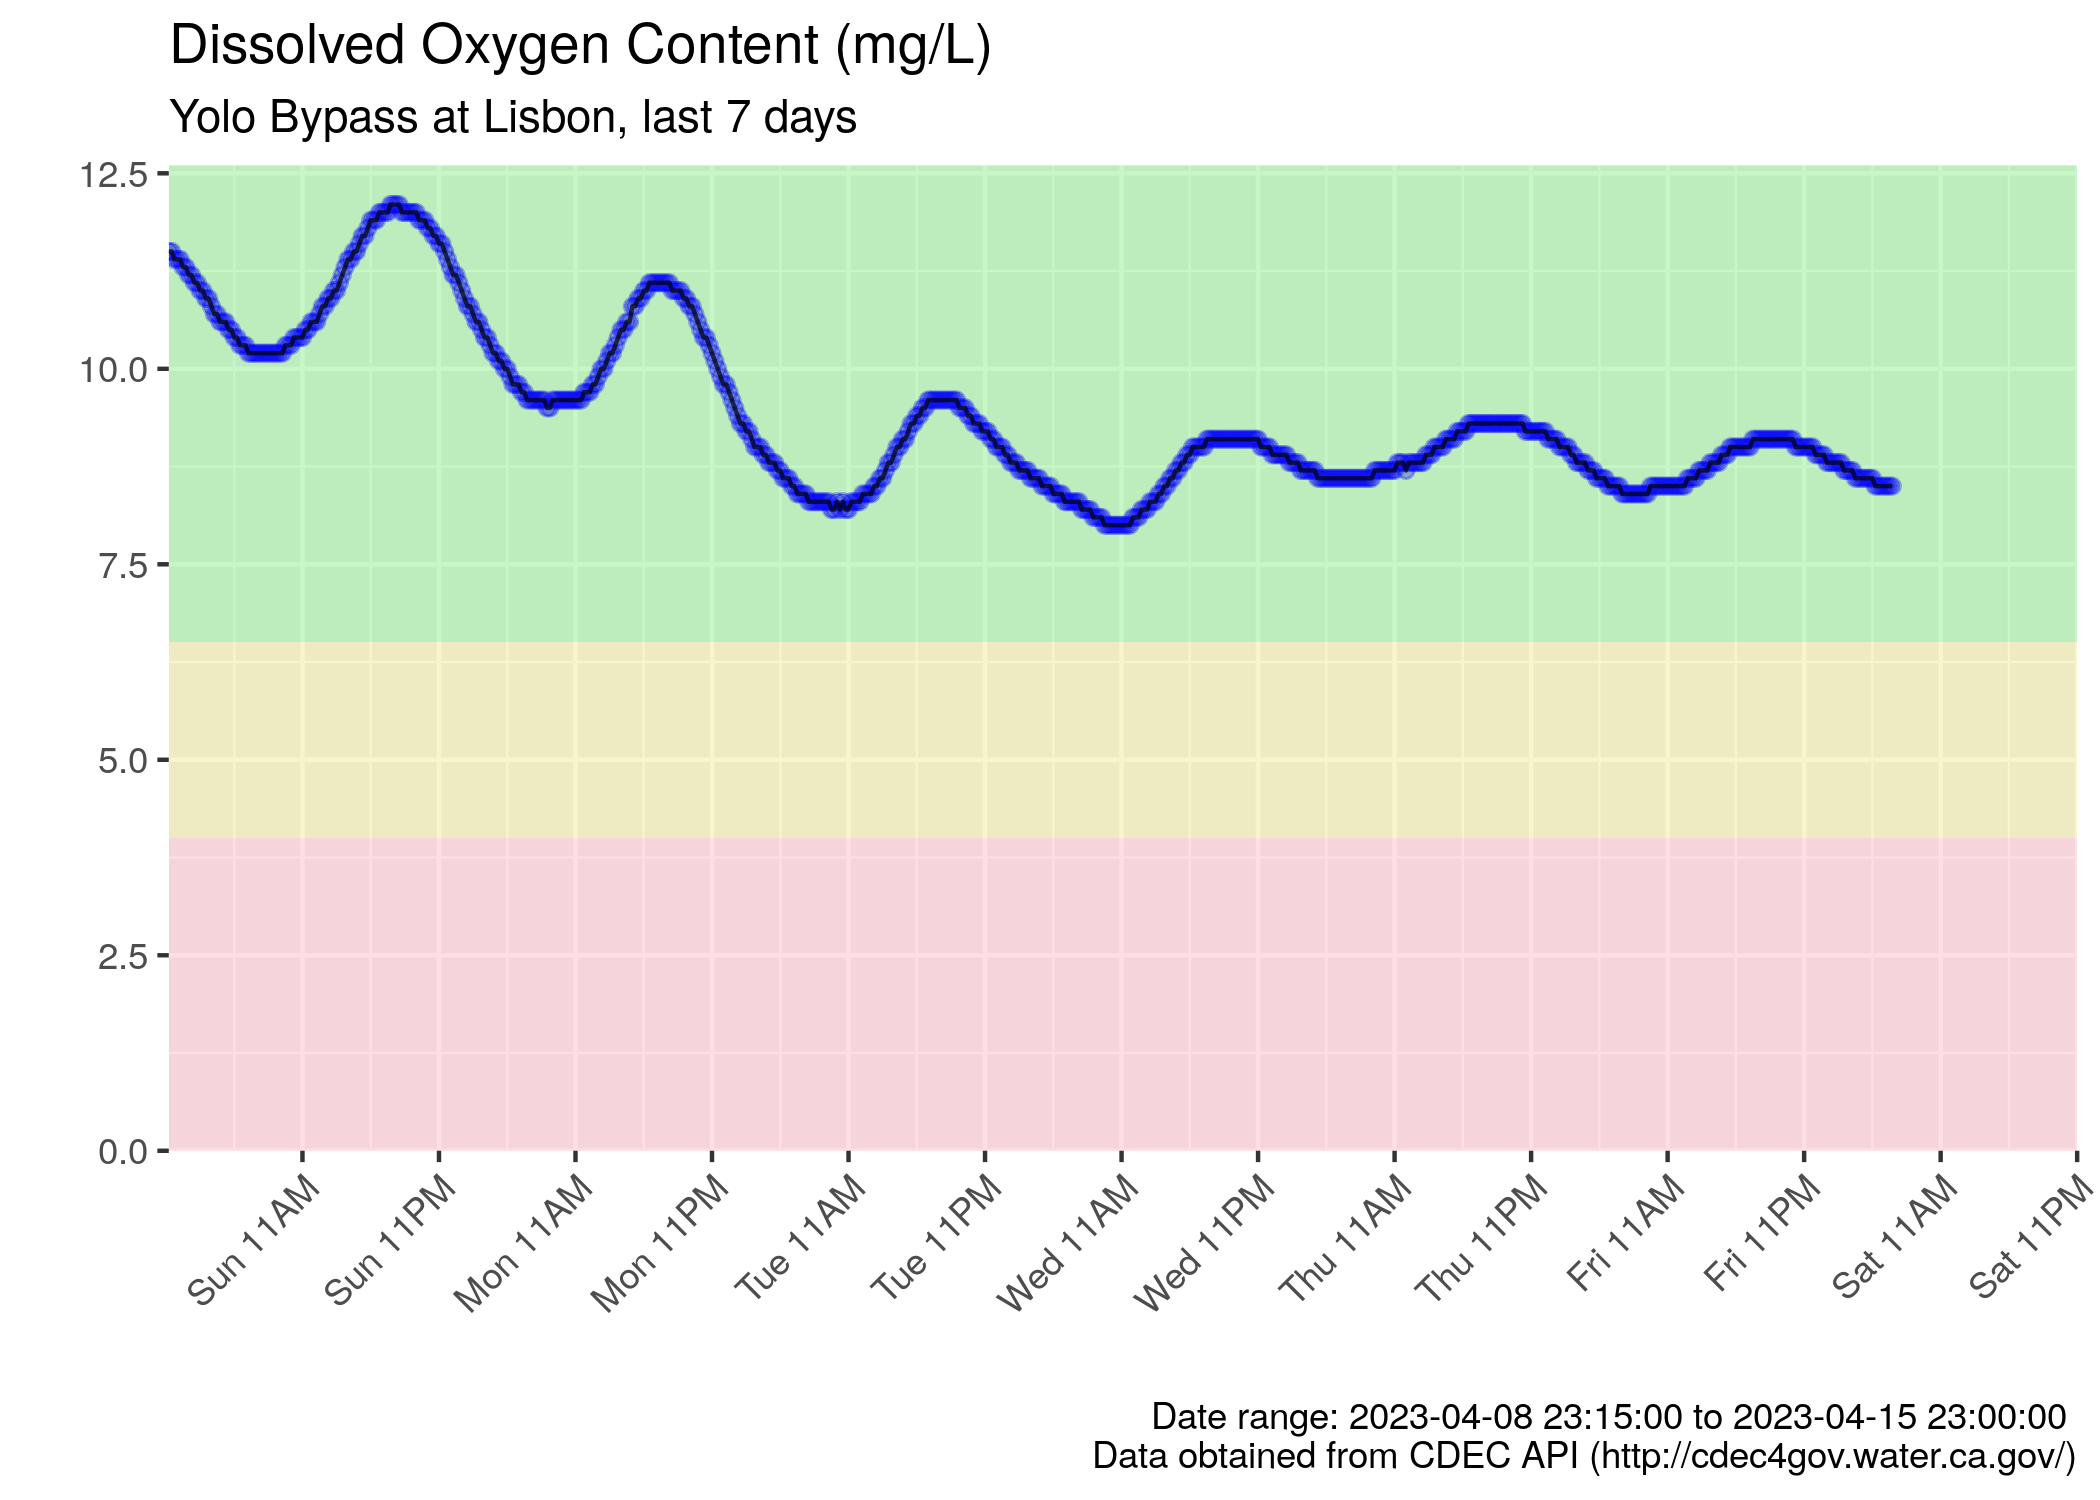 Dissolved Oxygen Content (mg/L)
Yolo Bypass at Lisbon, last 7 days
12.5
10.0
7.5
5.0
2.5
0.0
Sun 11AM
Sun 11PM
Mon 11AM
Mon 11PM
Tue 11AM
Tue 11PM
Wed 11AM
Wed 11PM
Thu 11AM
Thu 11PM
Fri 11AM
Fri 11PM
Sat 11AM
Sat 11PM
Date range: 2023-04-08 23:15:00 to 2023-04-15 23:00:00
Data obtained from CDEC API (http://cdec4gov.water.ca.gov/)